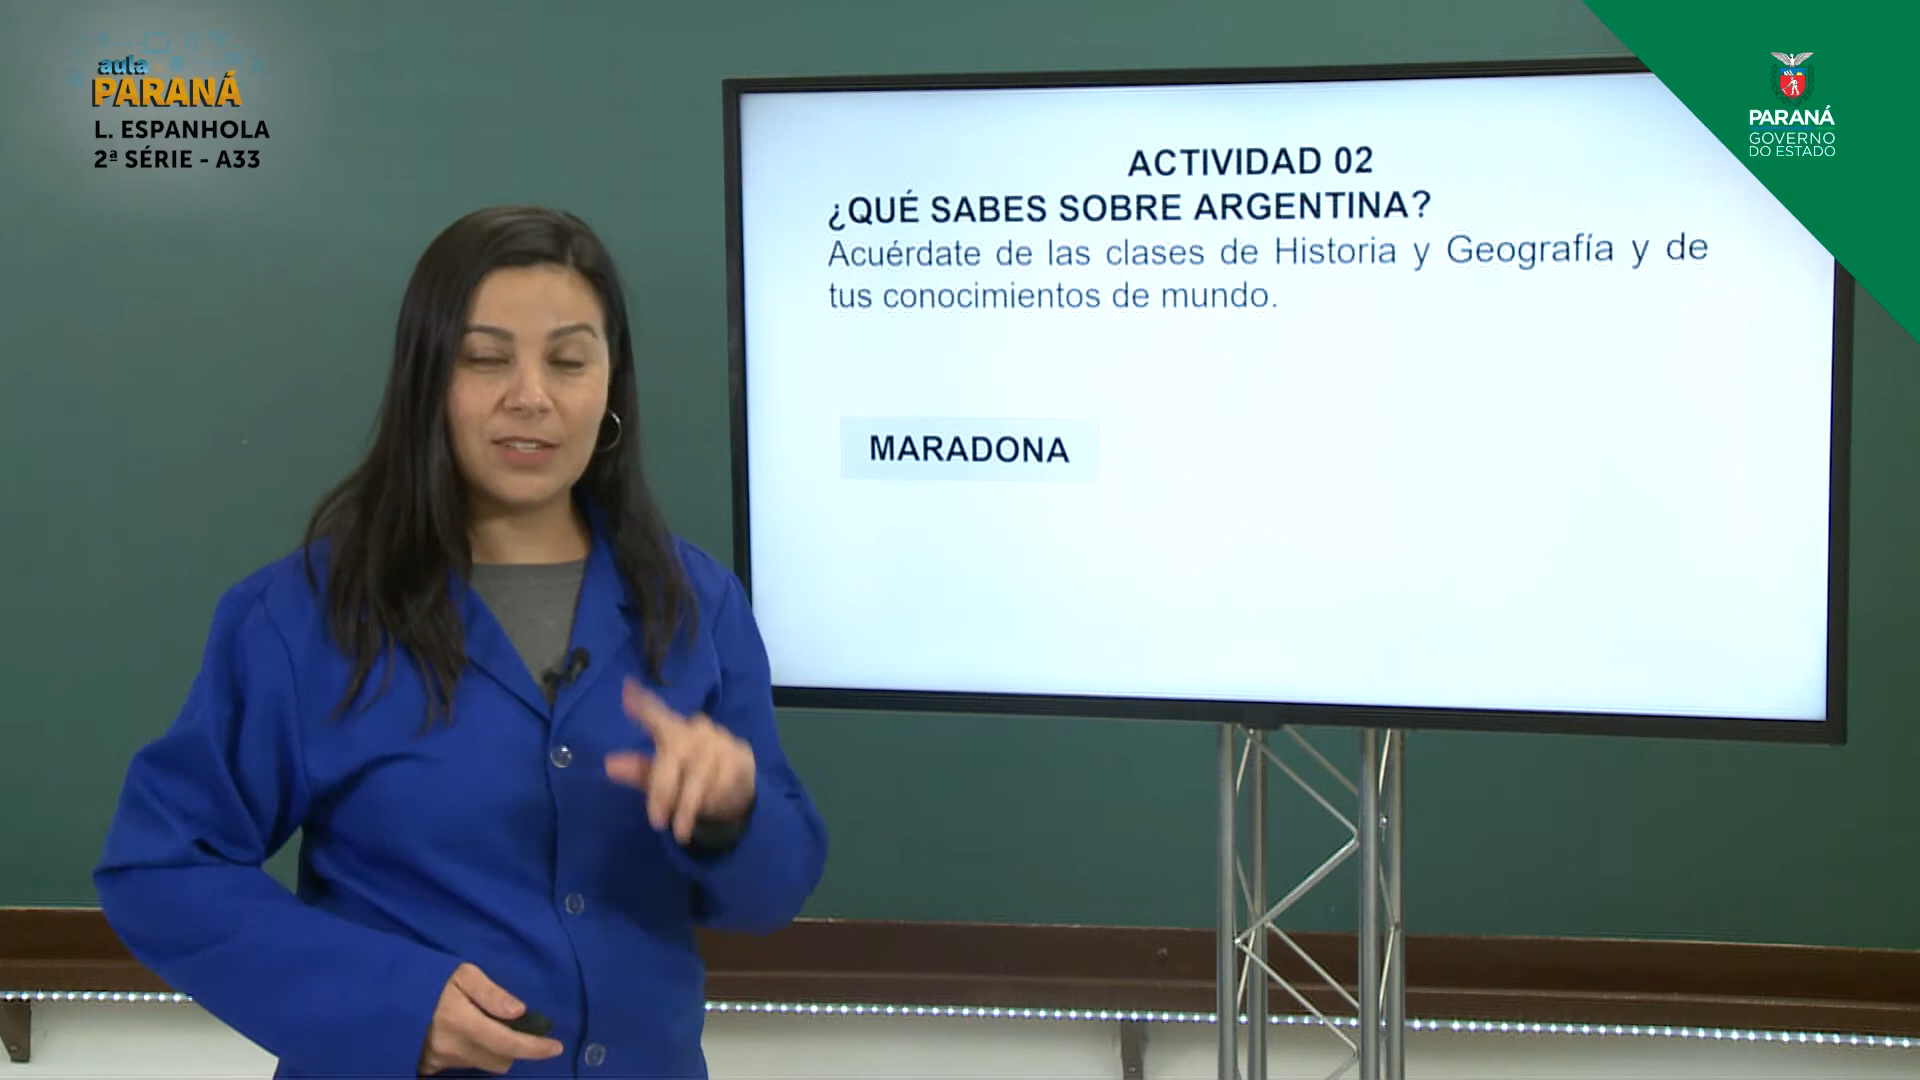 aula
PARANÁ
L. ESPANHOLA
2ª SÉRIE - A33
PARANÁ
GOVERNO
DO ESTADO
ACTIVIDAD 02
¿QUÉ SABES SOBRE ARGENTINA?
Acuérdate de las clases de Historia y Geografía y de
tus conocimientos de mundo.
MARADONA